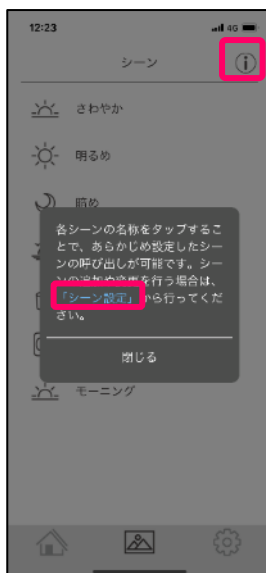 12:23
4G
シーン
さわやか
明るめ
暗め
各シーンの名称をタップするこ
とで、あらかじめ設定したシー
ンの呼び出しが可能です。シー
ンの追加や変更を行う場合は、
「シーン設定」から行ってくだ
さい。
閉じる
モーニング